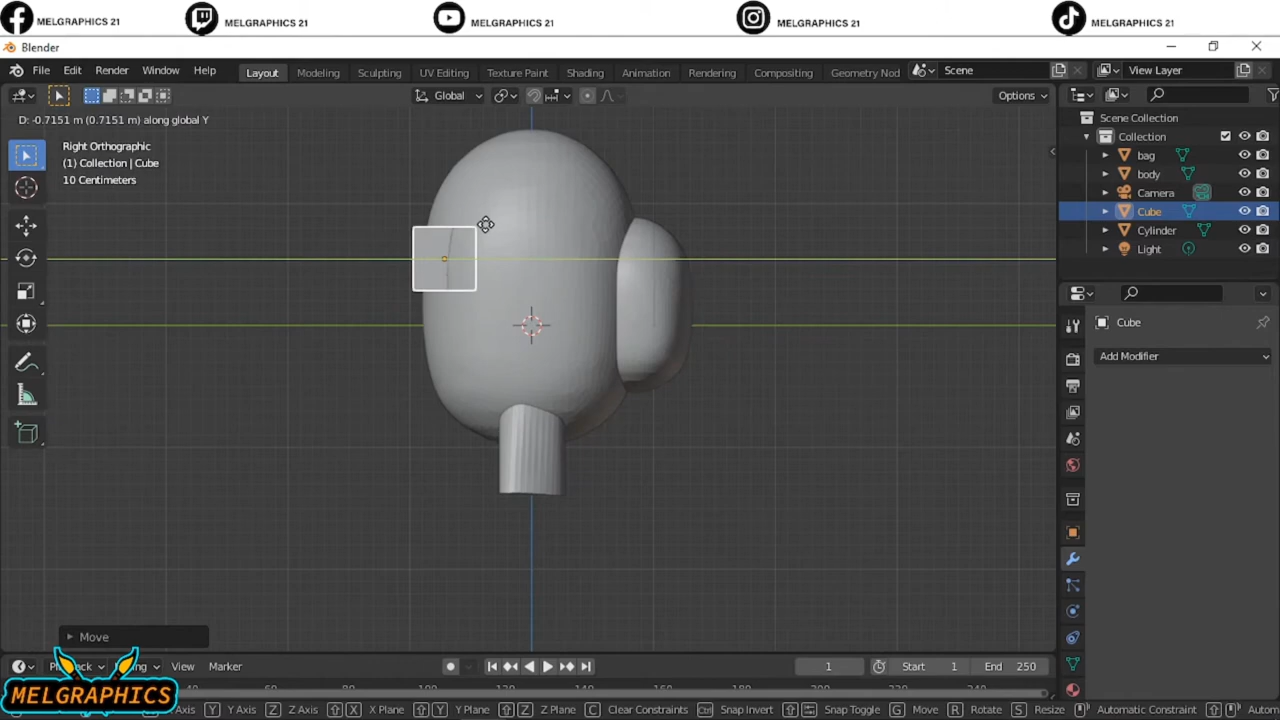 MELGRAPHICS 21 MELGRAPHICS 21 MELGRAPHICS 21 MELGRAPHICS 21 MELGRAPHICS 21
Blender
File Edit Render Window Help Layout Modeling Sculpting UV Editing Texture Paint Shading Animation Rendering Compositing Geometry Nod Scene View Layer
Global Options
D: -0.7151 m (0.7151 m) along global Y
Right Orthographic
(1) Collection | Cube
10 Centimeters
Scene Collection
Collection
bag
body
Camera
Cube
Cylinder
Light
Cube
Add Modifier
Move
View Marker 1 Start 1 End 250
MELGRAPHICS
Axis Y Y Axis Z Z Axis X X Plane Y Y Plane Z Z Plane C Clear Constraints Ctrl Snap Invert Snap Toggle G Move R Rotate S Resize Automatic Constraint